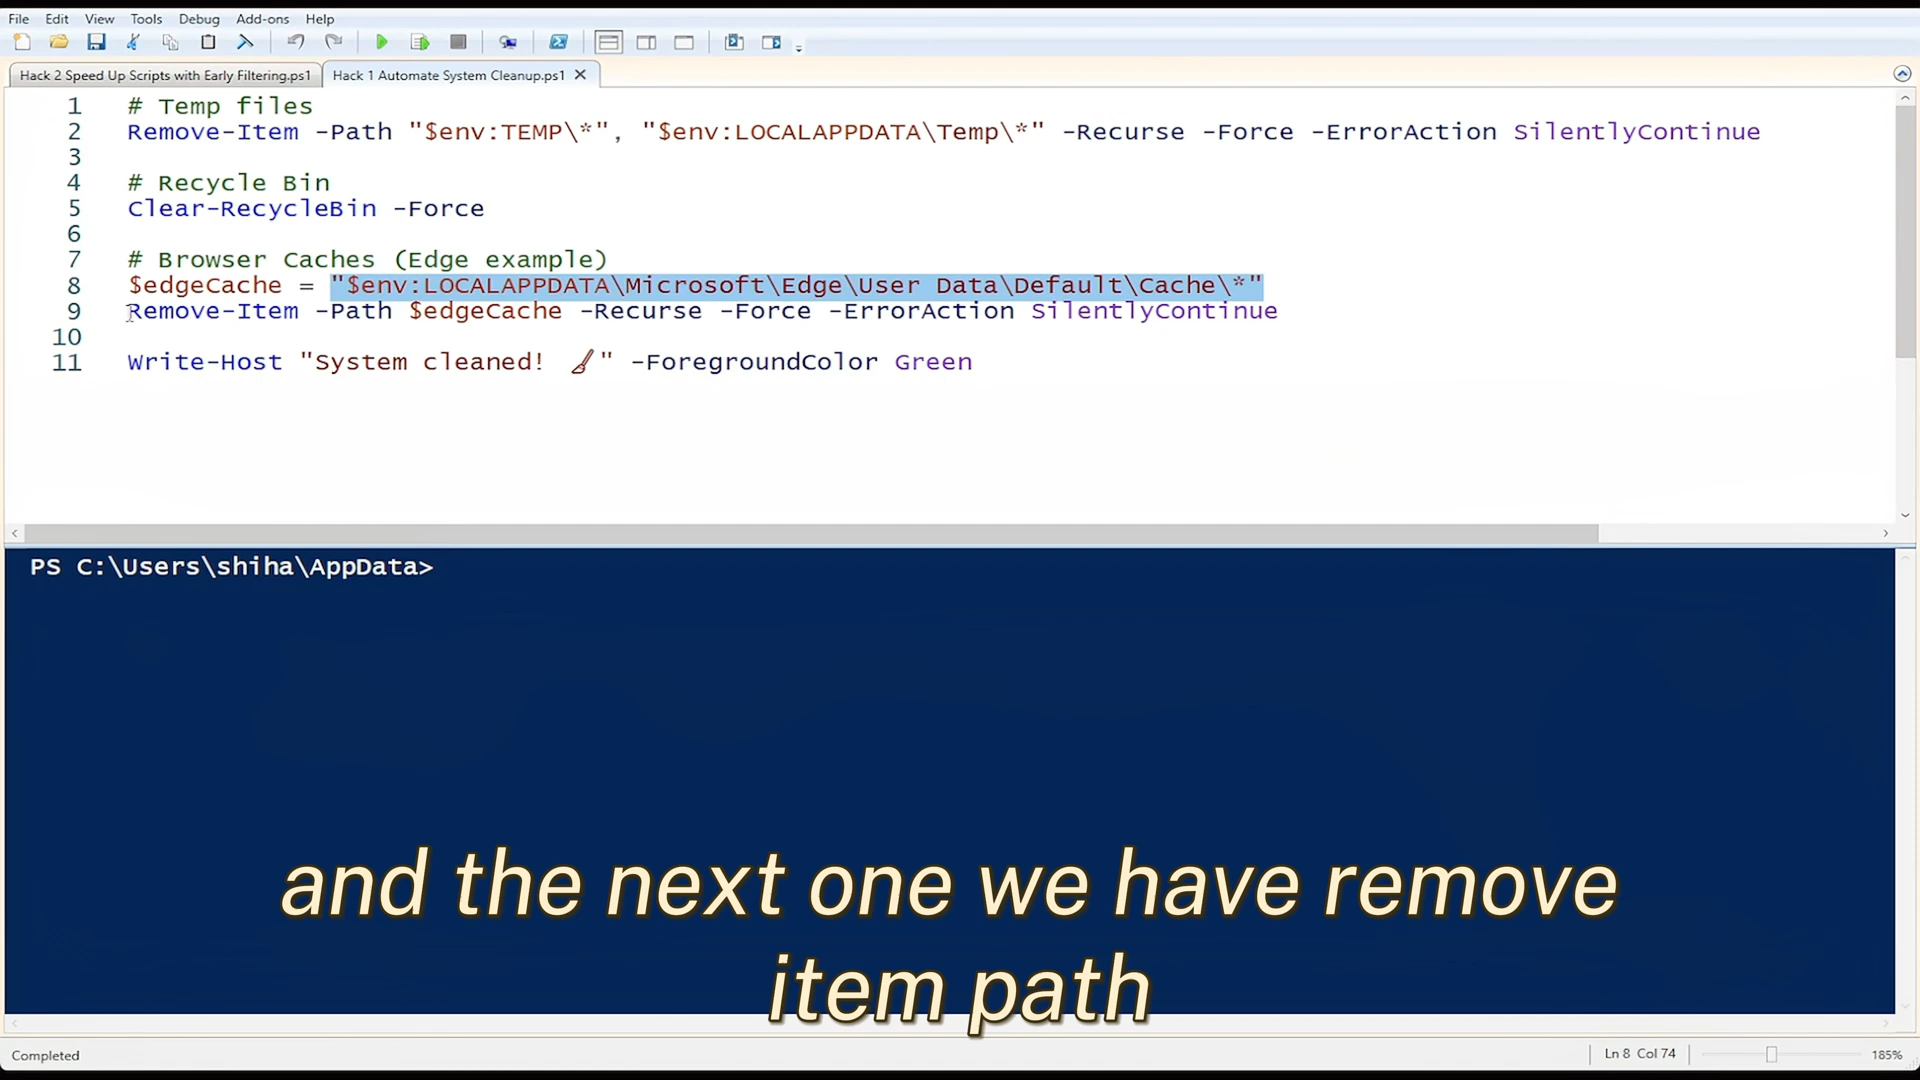 File Edit View Tools Debug Add-ons Help
Hack 2 Speed Up Scripts with Early Filtering.ps1 Hack 1 Automate System Cleanup.ps1
1 # Temp files
2 Remove-Item -Path "$env:TEMP\*", "$env:LOCALAPPDATA\Temp\*" -Recurse -Force -ErrorAction SilentlyContinue
3
4 # Recycle Bin
5 Clear-RecycleBin -Force
6
7 # Browser Caches (Edge example)
8 $edgeCache = "$env:LOCALAPPDATA\Microsoft\Edge\User Data\Default\Cache\*"
9 Remove-Item -Path $edgeCache -Recurse -Force -ErrorAction SilentlyContinue
10
11 Write-Host "System cleaned! 🧹" -ForegroundColor Green
PS C:\Users\shiha\AppData>
and the next one we have remove
item path
Completed Ln 8 Col 74 185%